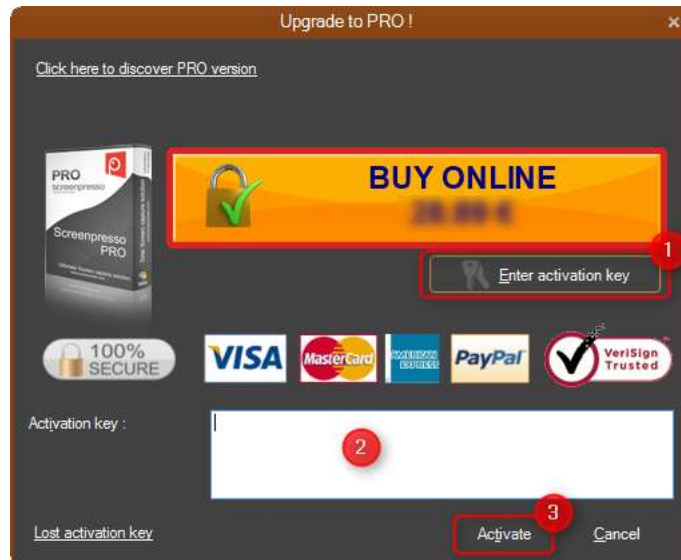 Upgrade to PRO !
Click here to discover PRO version
PRO
screenpresso
Screenpresso
PRO
BUY ONLINE
1
Enter activation key
100%
SECURE
VISA
MasterCard
AMERICAN
EXPRESS
PayPal
VeriSign
Trusted
Activation key :
2
3
Lost activation key
Activate
Cancel